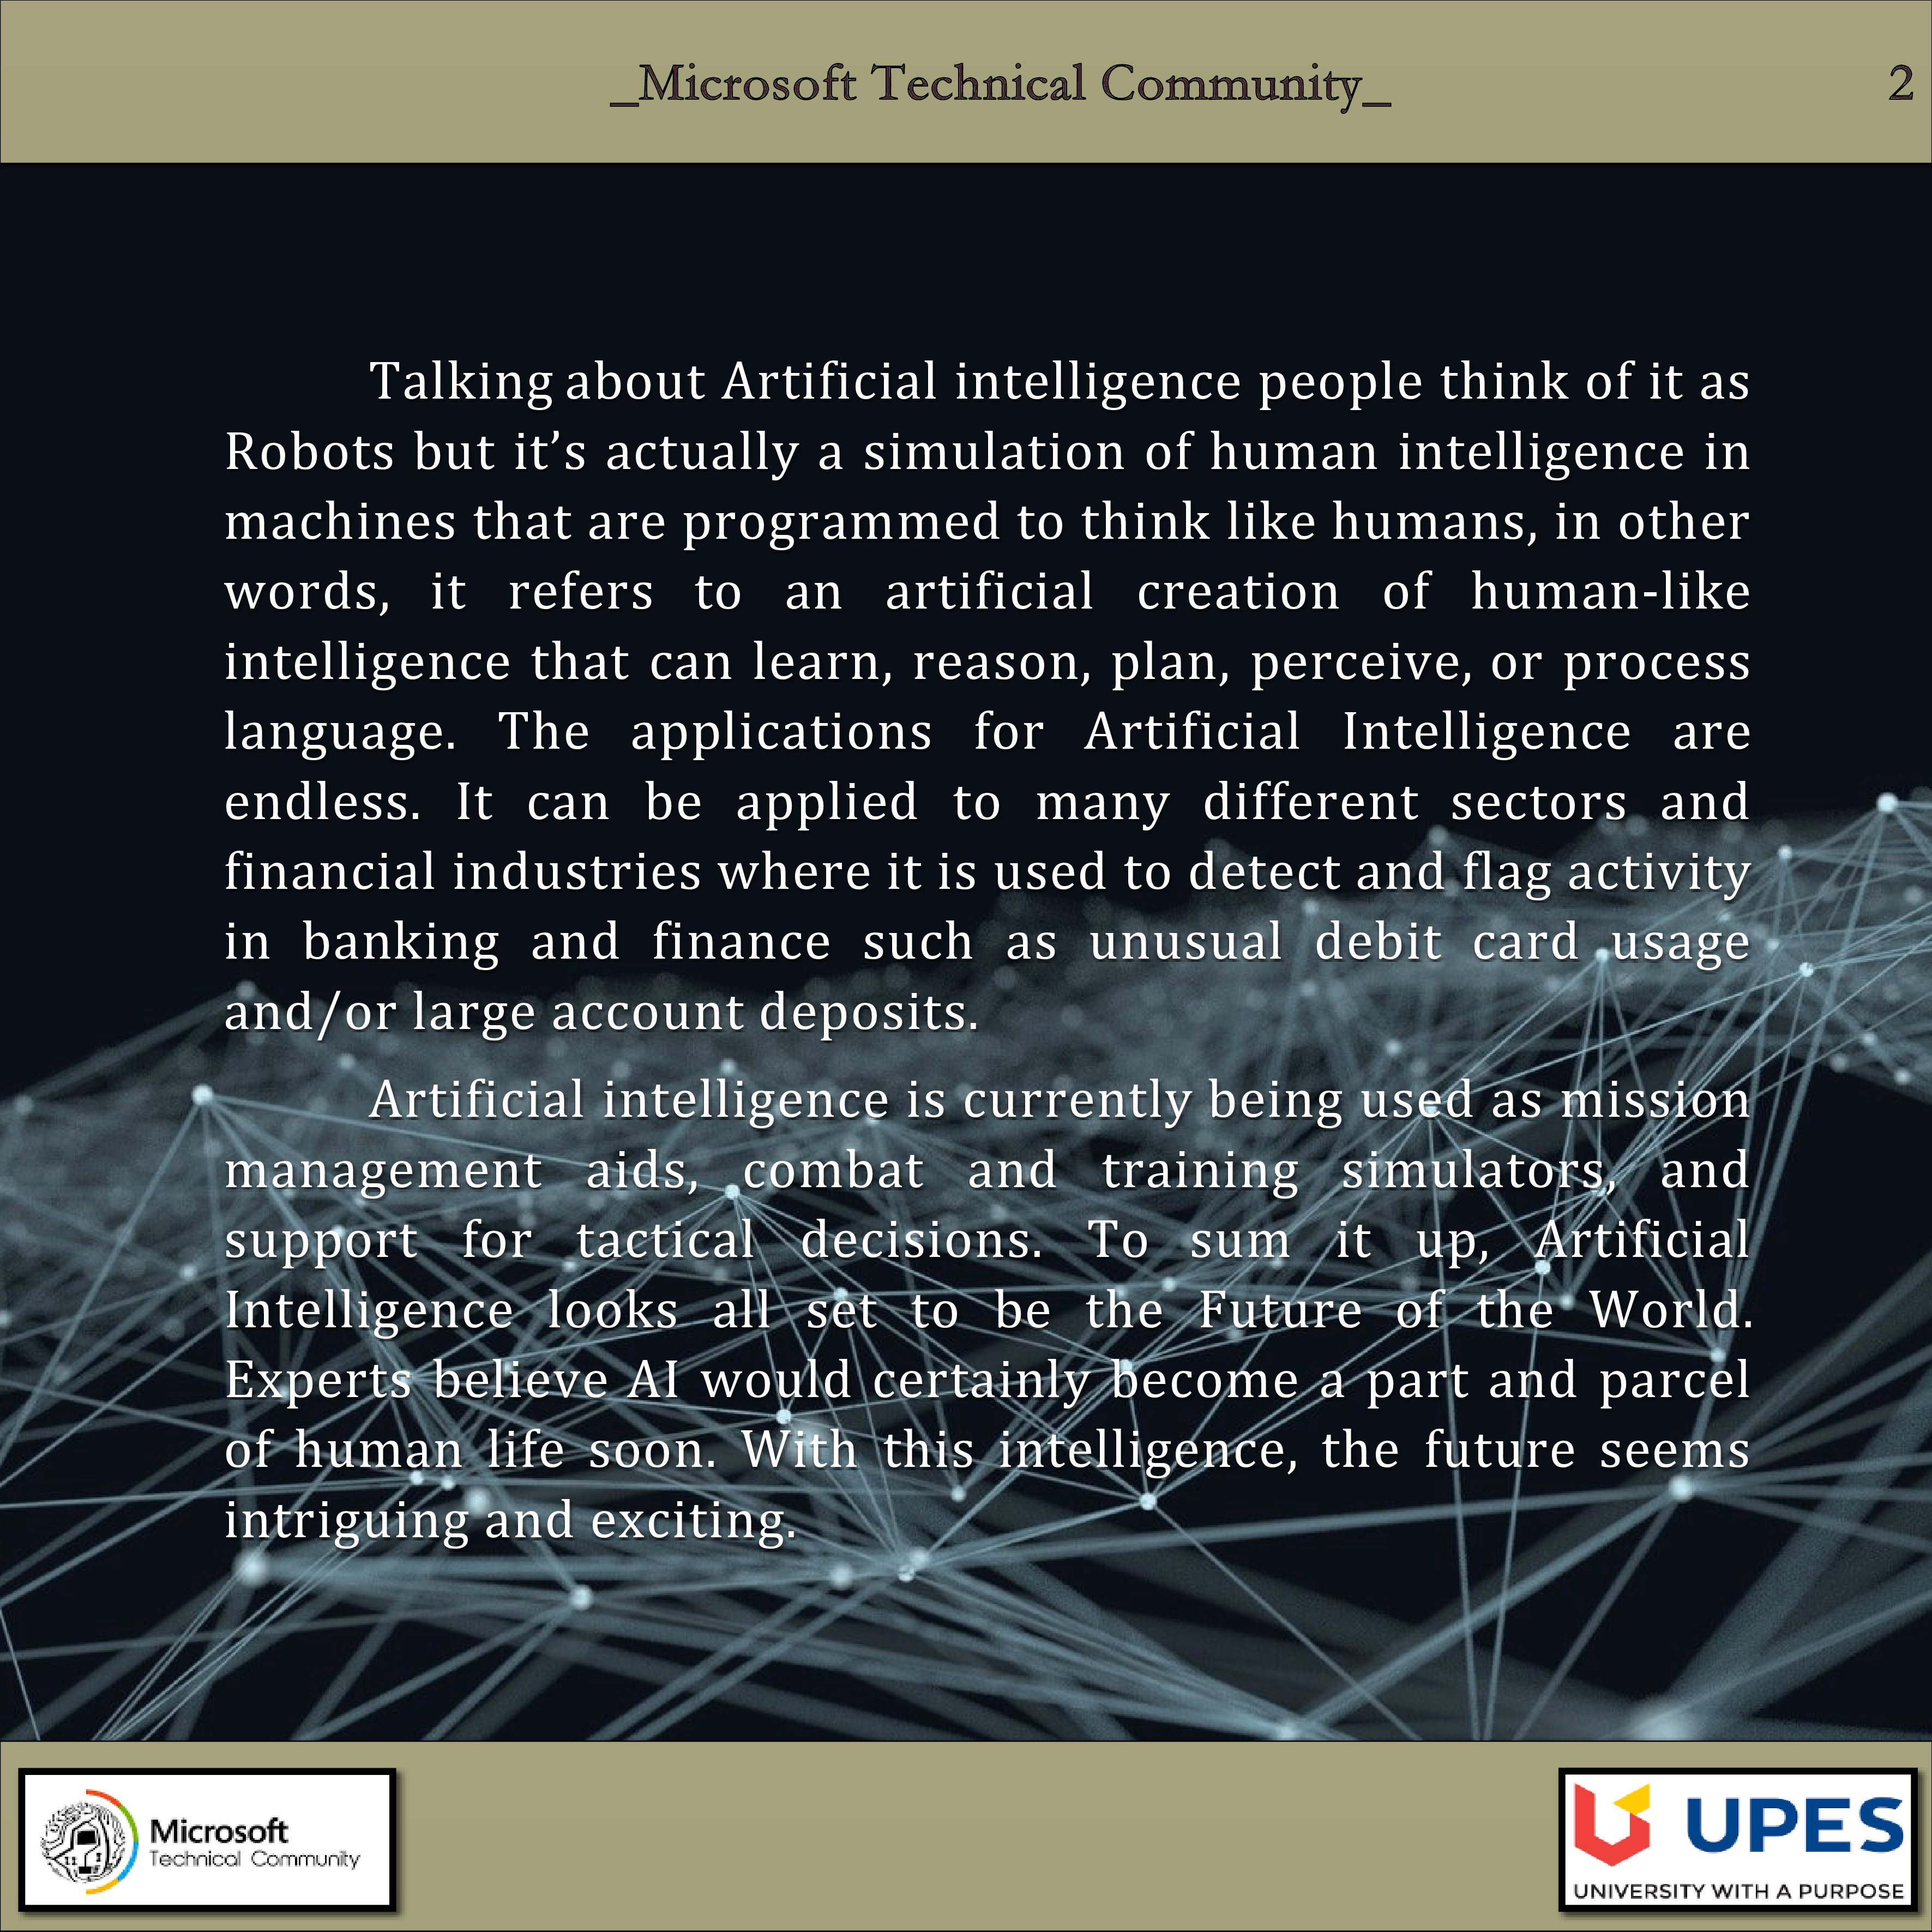 _Microsoft Technical Community_
2
Talking about Artificial intelligence people think of it as
Robots but it’s actually a simulation of human intelligence in
machines that are programmed to think like humans, in other
words, it refers to an artificial creation of human-like
intelligence that can learn, reason, plan, perceive, or process
language. The applications for Artificial Intelligence are
endless. It can be applied to many different sectors and
financial industries where it is used to detect and flag activity
in banking and finance such as unusual debit card usage
and/or large account deposits.
Artificial intelligence is currently being used as mission
management aids, combat and training simulators, and
support for tactical decisions. To sum it up, Artificial
Intelligence looks all set to be the Future of the World.
Experts believe AI would certainly become a part and parcel
of human life soon. With this intelligence, the future seems
intriguing and exciting.
Microsoft
Technical Community
UPES
UNIVERSITY WITH A PURPOSE